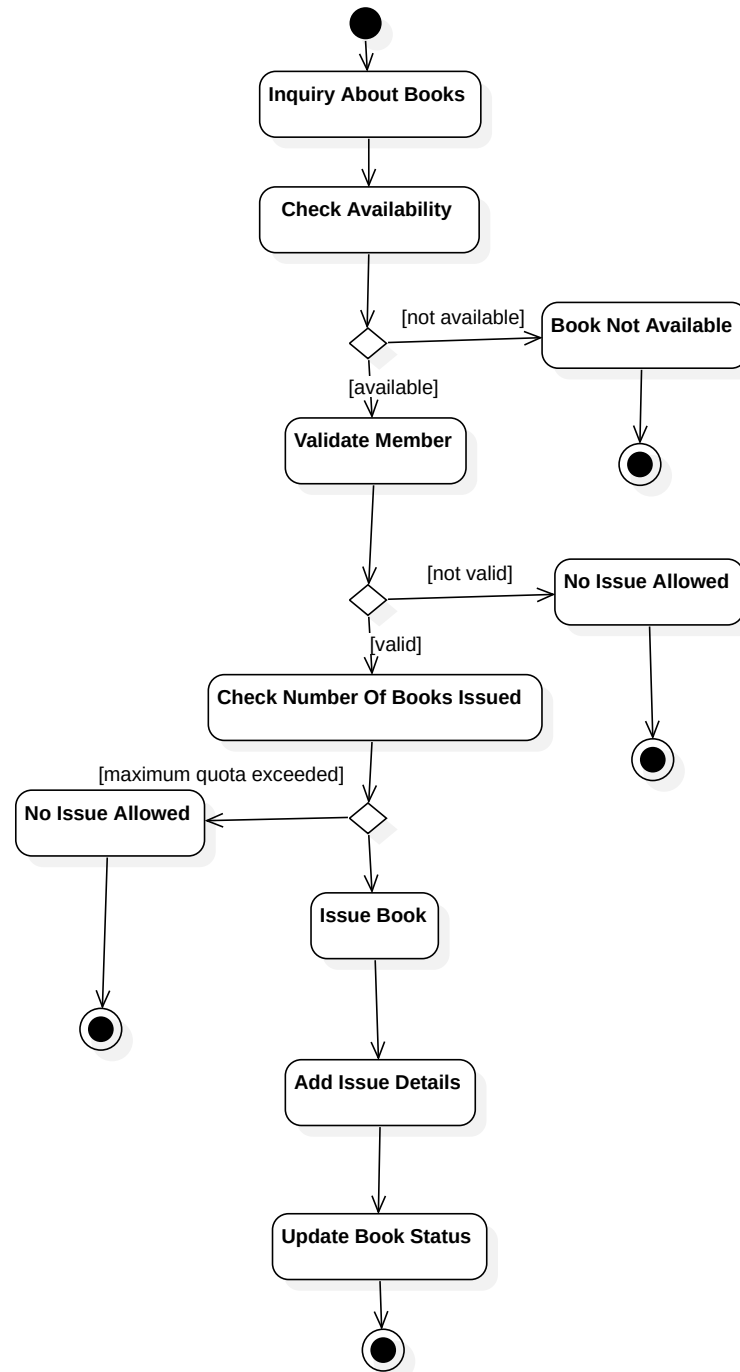 Inquiry About Books
Check Availability
[not available]
Book Not Available
[available]
Validate Member
[not valid]
No Issue Allowed
[valid]
Check Number Of Books Issued
[maximum quota exceeded]
No Issue Allowed
Issue Book
Add Issue Details
Update Book Status